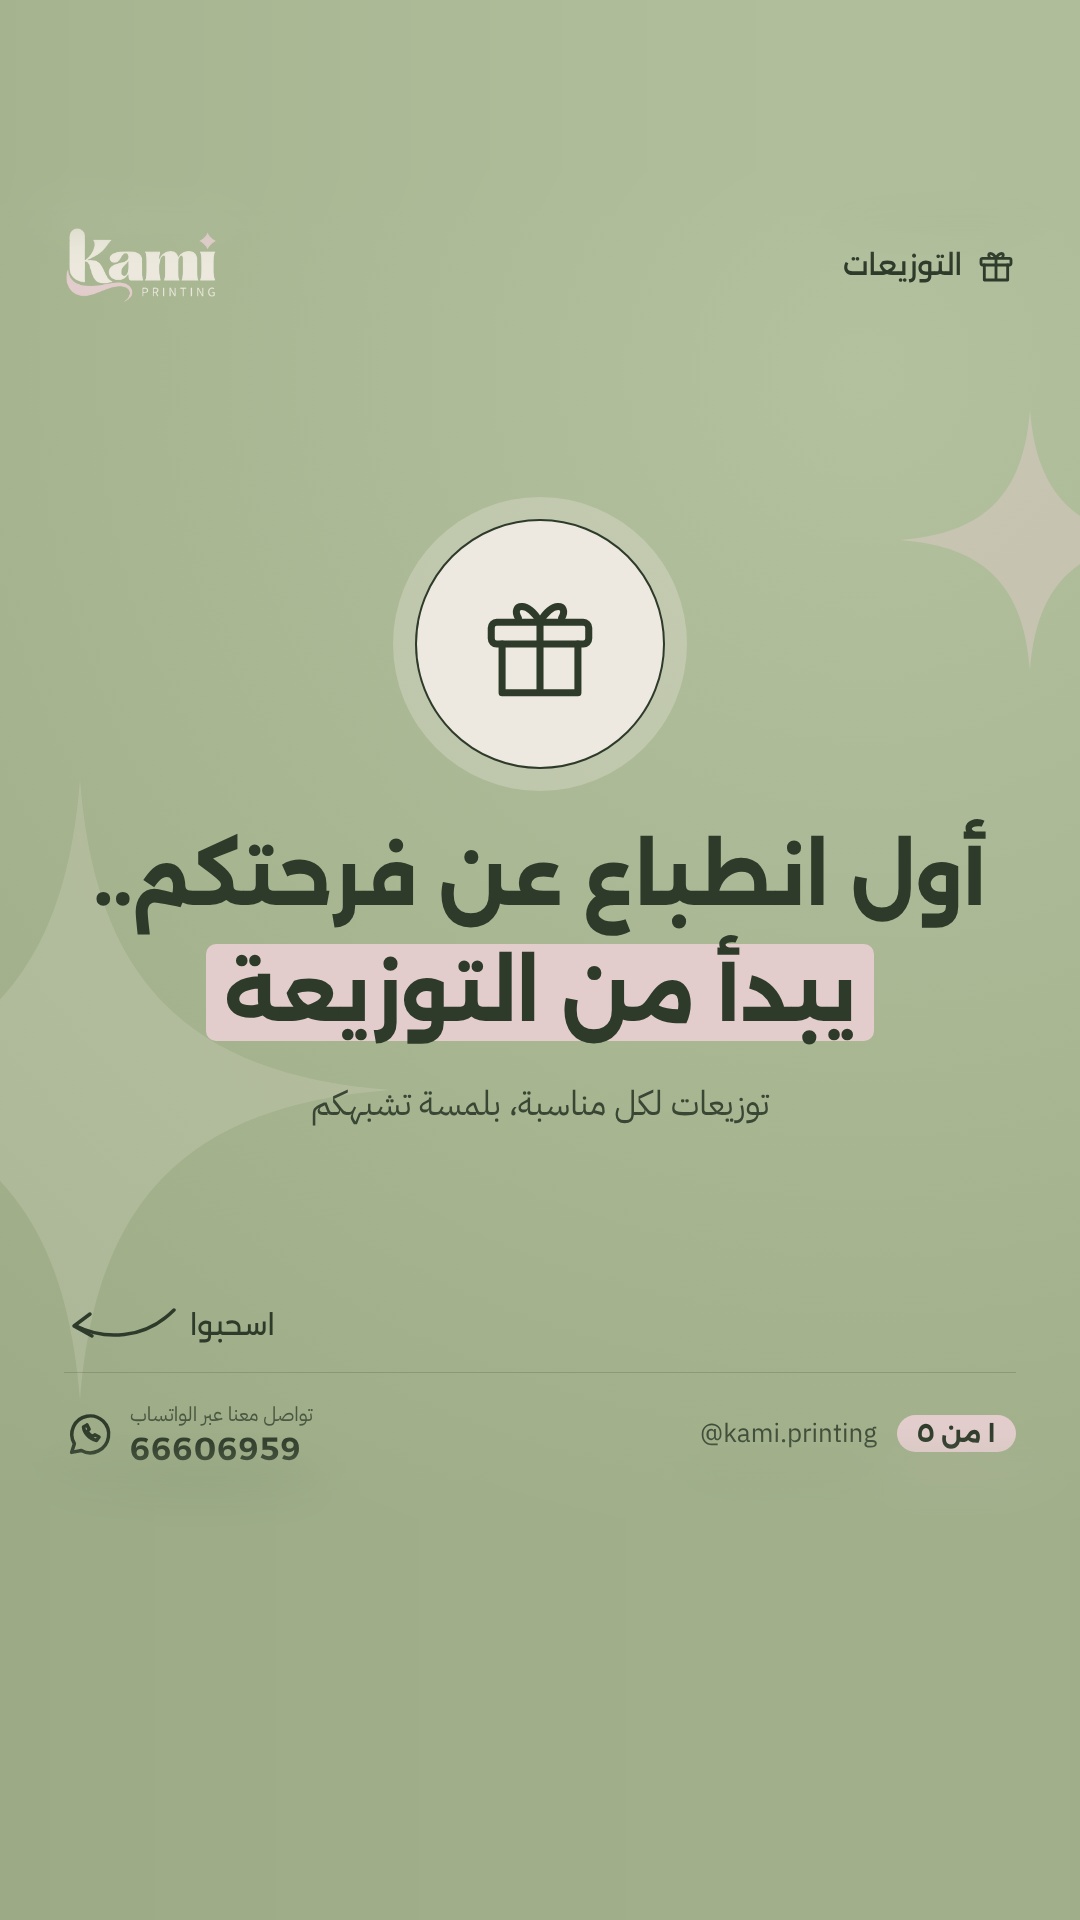 التوزيعات
Kami
PRINTING
أول انطباع عن فرحتكم..
يبدأ من التوزيعة
توزيعات لكل مناسبة، بلمسة تشبهكم
اسحبوا
١ من ٥
@kami.printing
تواصل معنا عبر الواتساب
66606959